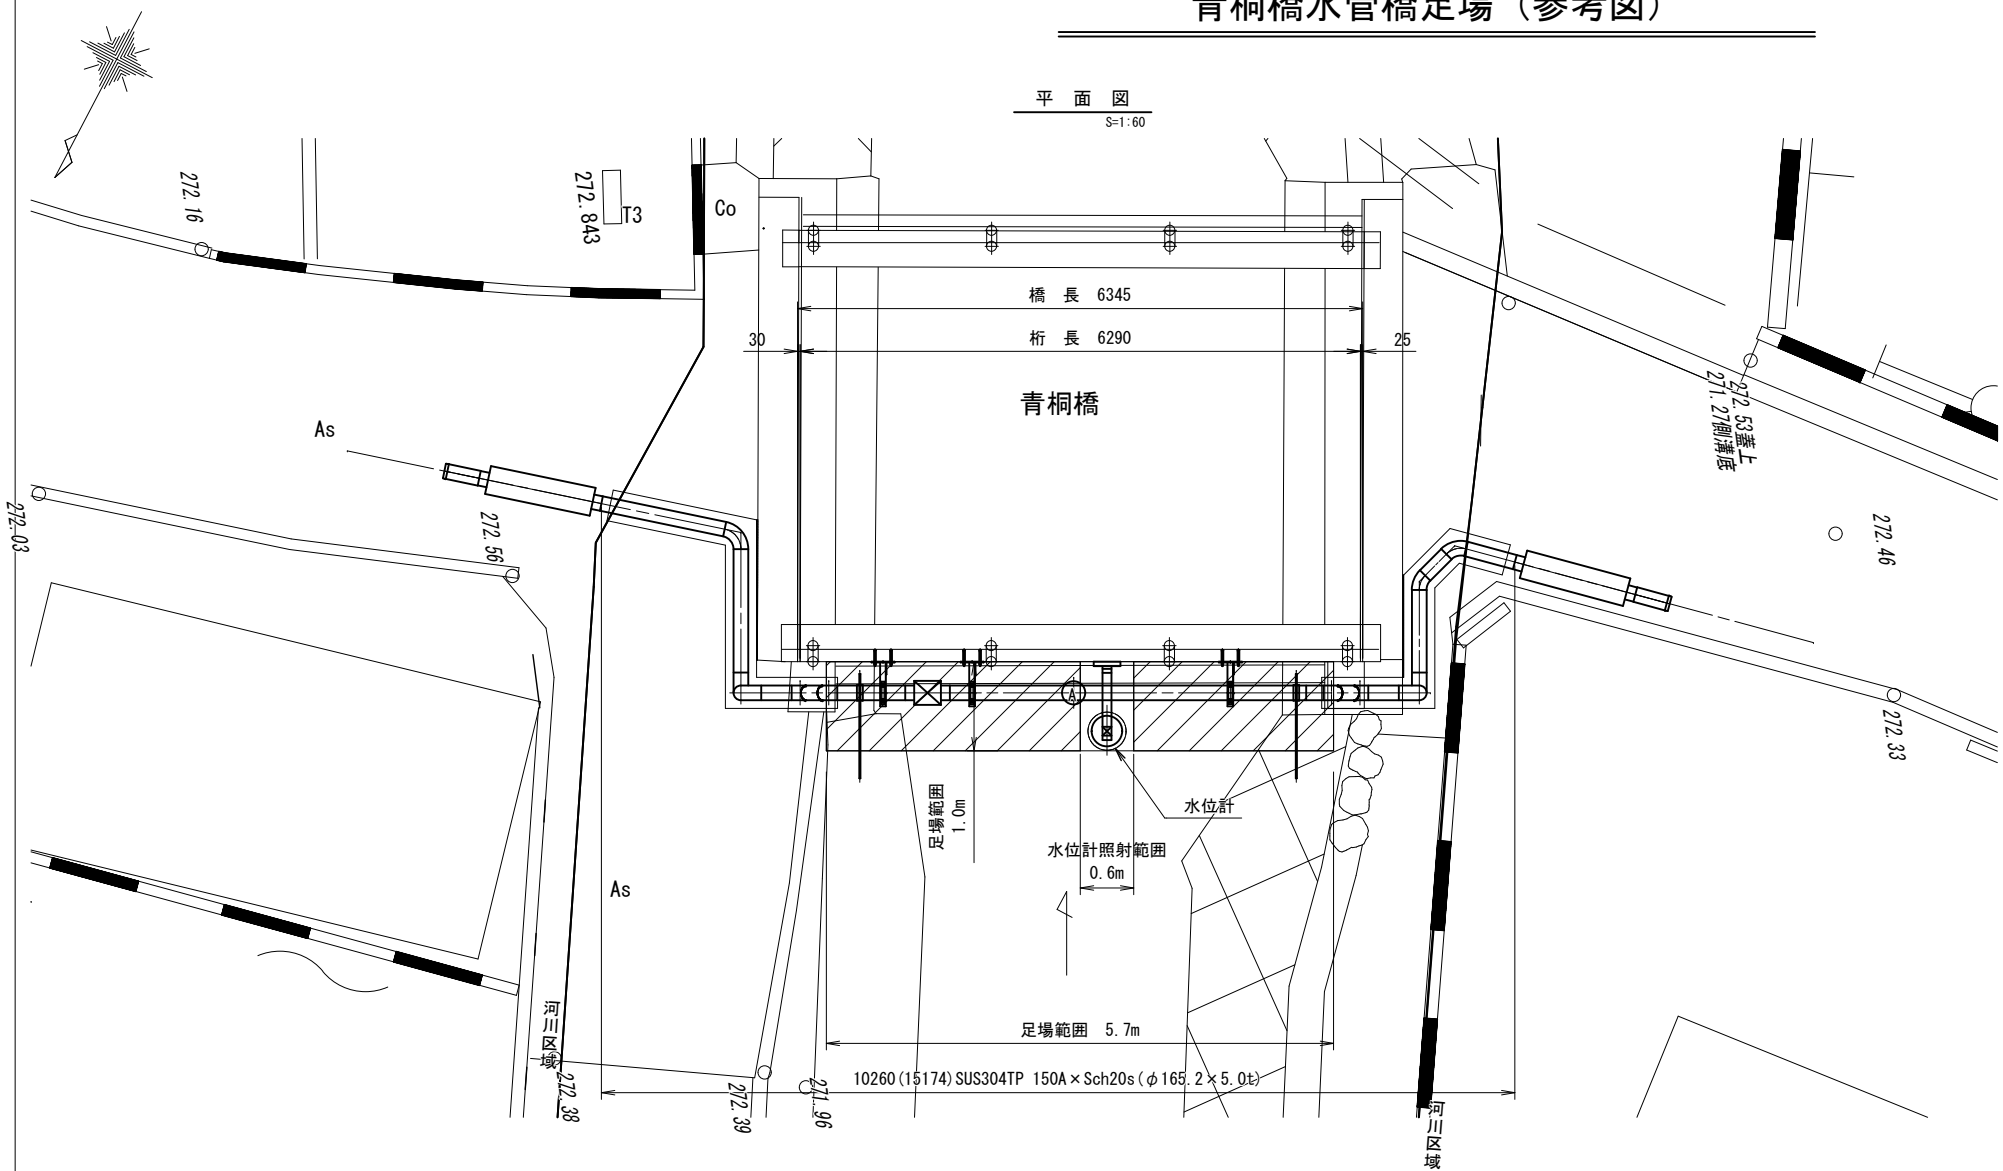 青桐橋水管橋足場（参考図）
平 面 図
S=1:60
272.16
272.843
T3
Co
橋 長 6345
30
桁 長 6290
25
青桐橋
As
272.53蓋上
271.27側溝底
272.03
272.56
272.46
272.33
A
足場範囲
1.0m
水位計
水位計照射範囲
0.6m
As
足場範囲 5.7m
10260(15174)SUS304TP 150A×Sch20s(φ165.2×5.0t)
河川区域
272.38
272.39
271.96
河川区域